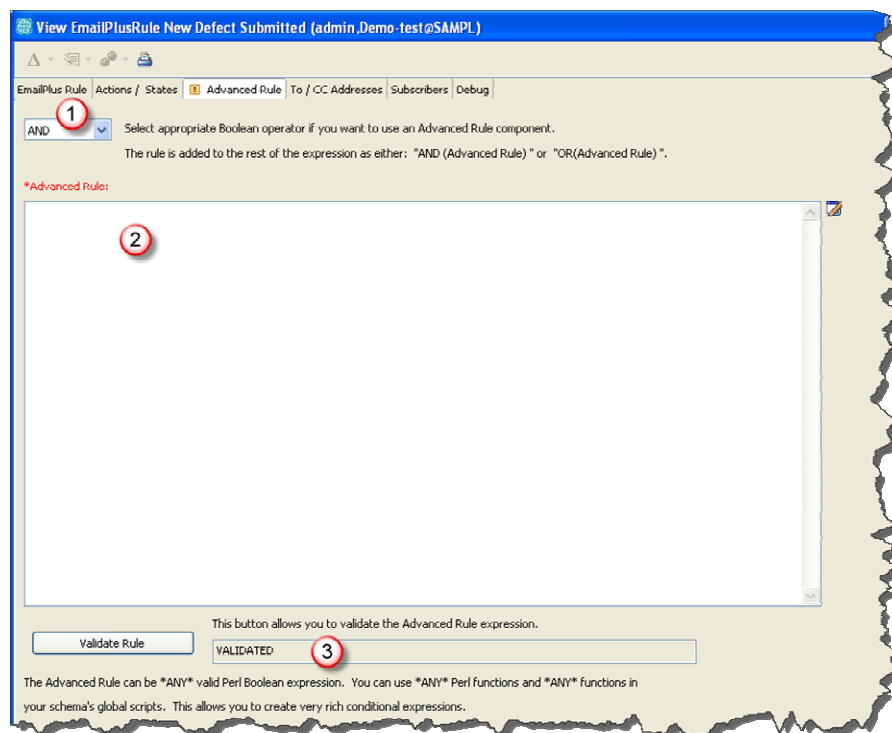 View EmailPlusRule New Defect Submitted (admin,Demo-test@SAMPL)
EmailPlus Rule Actions / States Advanced Rule To / CC Addresses Subscribers Debug
1
AND Select appropriate Boolean operator if you want to use an Advanced Rule component.
The rule is added to the rest of the expression as either: "AND (Advanced Rule) " or "OR(Advanced Rule) ".
*Advanced Rule:
2
This button allows you to validate the Advanced Rule expression.
Validate Rule VALIDATED 3
The Advanced Rule can be *ANY* valid Perl Boolean expression. You can use *ANY* Perl functions and *ANY* functions in
your schema's global scripts. This allows you to create very rich conditional expressions.